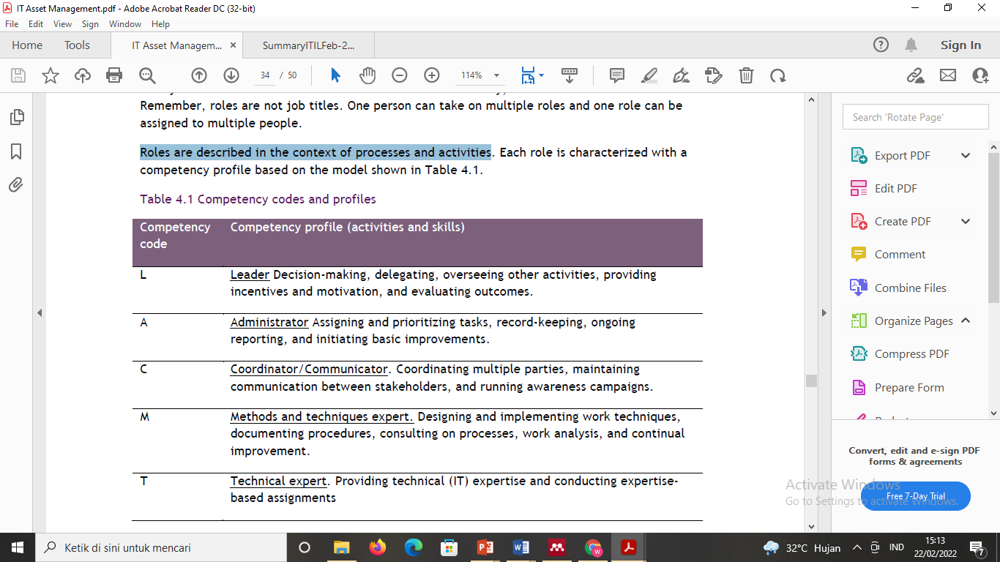 IT Asset Management.pdf - Adobe Acrobat Reader DC (32-bit)
File Edit View Sign Window Help
Home Tools IT Asset Managem... × SummaryITILFeb-2... Sign In
34 / 50 114%
Remember, roles are not job titles. One person can take on multiple roles and one role can be
assigned to multiple people.
Roles are described in the context of processes and activities. Each role is characterized with a
competency profile based on the model shown in Table 4.1.
Table 4.1 Competency codes and profiles
Competency code
Competency profile (activities and skills)
L
Leader Decision-making, delegating, overseeing other activities, providing
incentives and motivation, and evaluating outcomes.
A
Administrator Assigning and prioritizing tasks, record-keeping, ongoing
reporting, and initiating basic improvements.
C
Coordinator/Communicator. Coordinating multiple parties, maintaining
communication between stakeholders, and running awareness campaigns.
M
Methods and techniques expert. Designing and implementing work techniques,
documenting procedures, consulting on processes, work analysis, and continual
improvement.
T
Technical expert. Providing technical (IT) expertise and conducting expertise-
based assignments
Search 'Rotate Page'
Export PDF
Edit PDF
Create PDF
Comment
Combine Files
Organize Pages
Compress PDF
Prepare Form
Convert, edit and e-sign PDF
forms & agreements
Free 7-Day Trial
Activate Windows
Go to Settings to activate Windows.
Ketik di sini untuk mencari
32°C Hujan
IND
15:13
22/02/2022
7